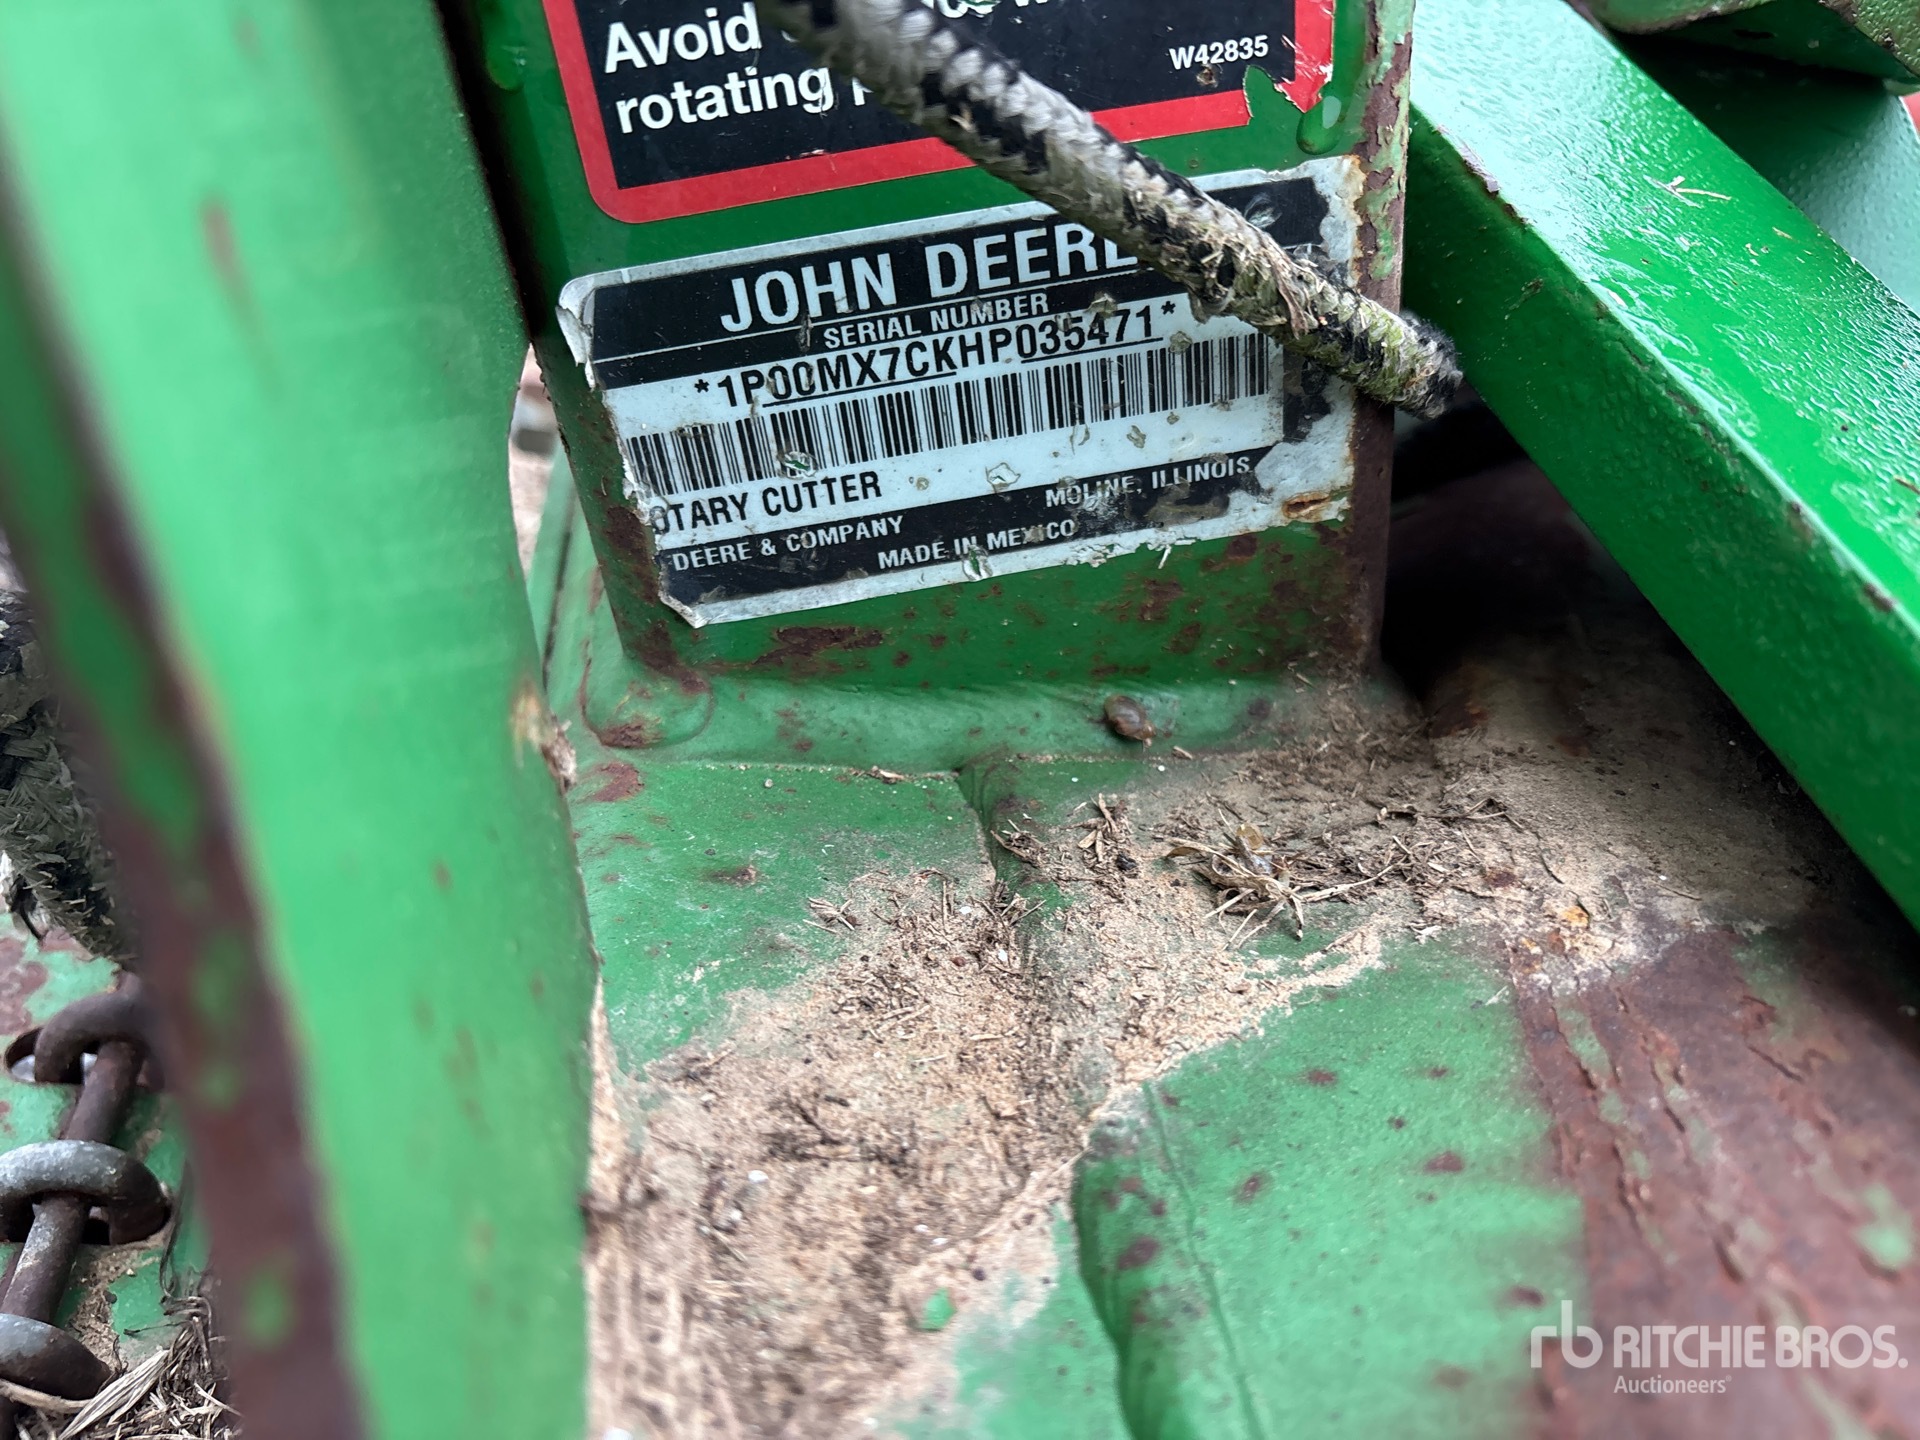 Avoid
rotating
W42835
JOHN DEERE
SERIAL NUMBER
*1P00MX7CKHP035471*
OTARY CUTTER
DEERE & COMPANY MOLINE, ILLINOIS
MADE IN MEXICO
rb RITCHIE BROS.
Auctioneers